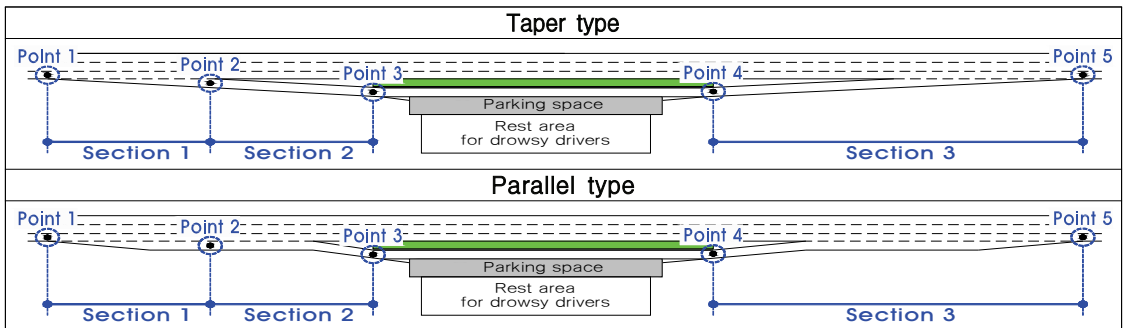 Taper type
Point 1
Point 2
Point 3
Point 4
Point 5
Parking space
Rest area
for drowsy drivers
Section 1
Section 2
Section 3
Parallel type
Point 1
Point 2
Point 3
Point 4
Point 5
Parking space
Rest area
for drowsy drivers
Section 1
Section 2
Section 3